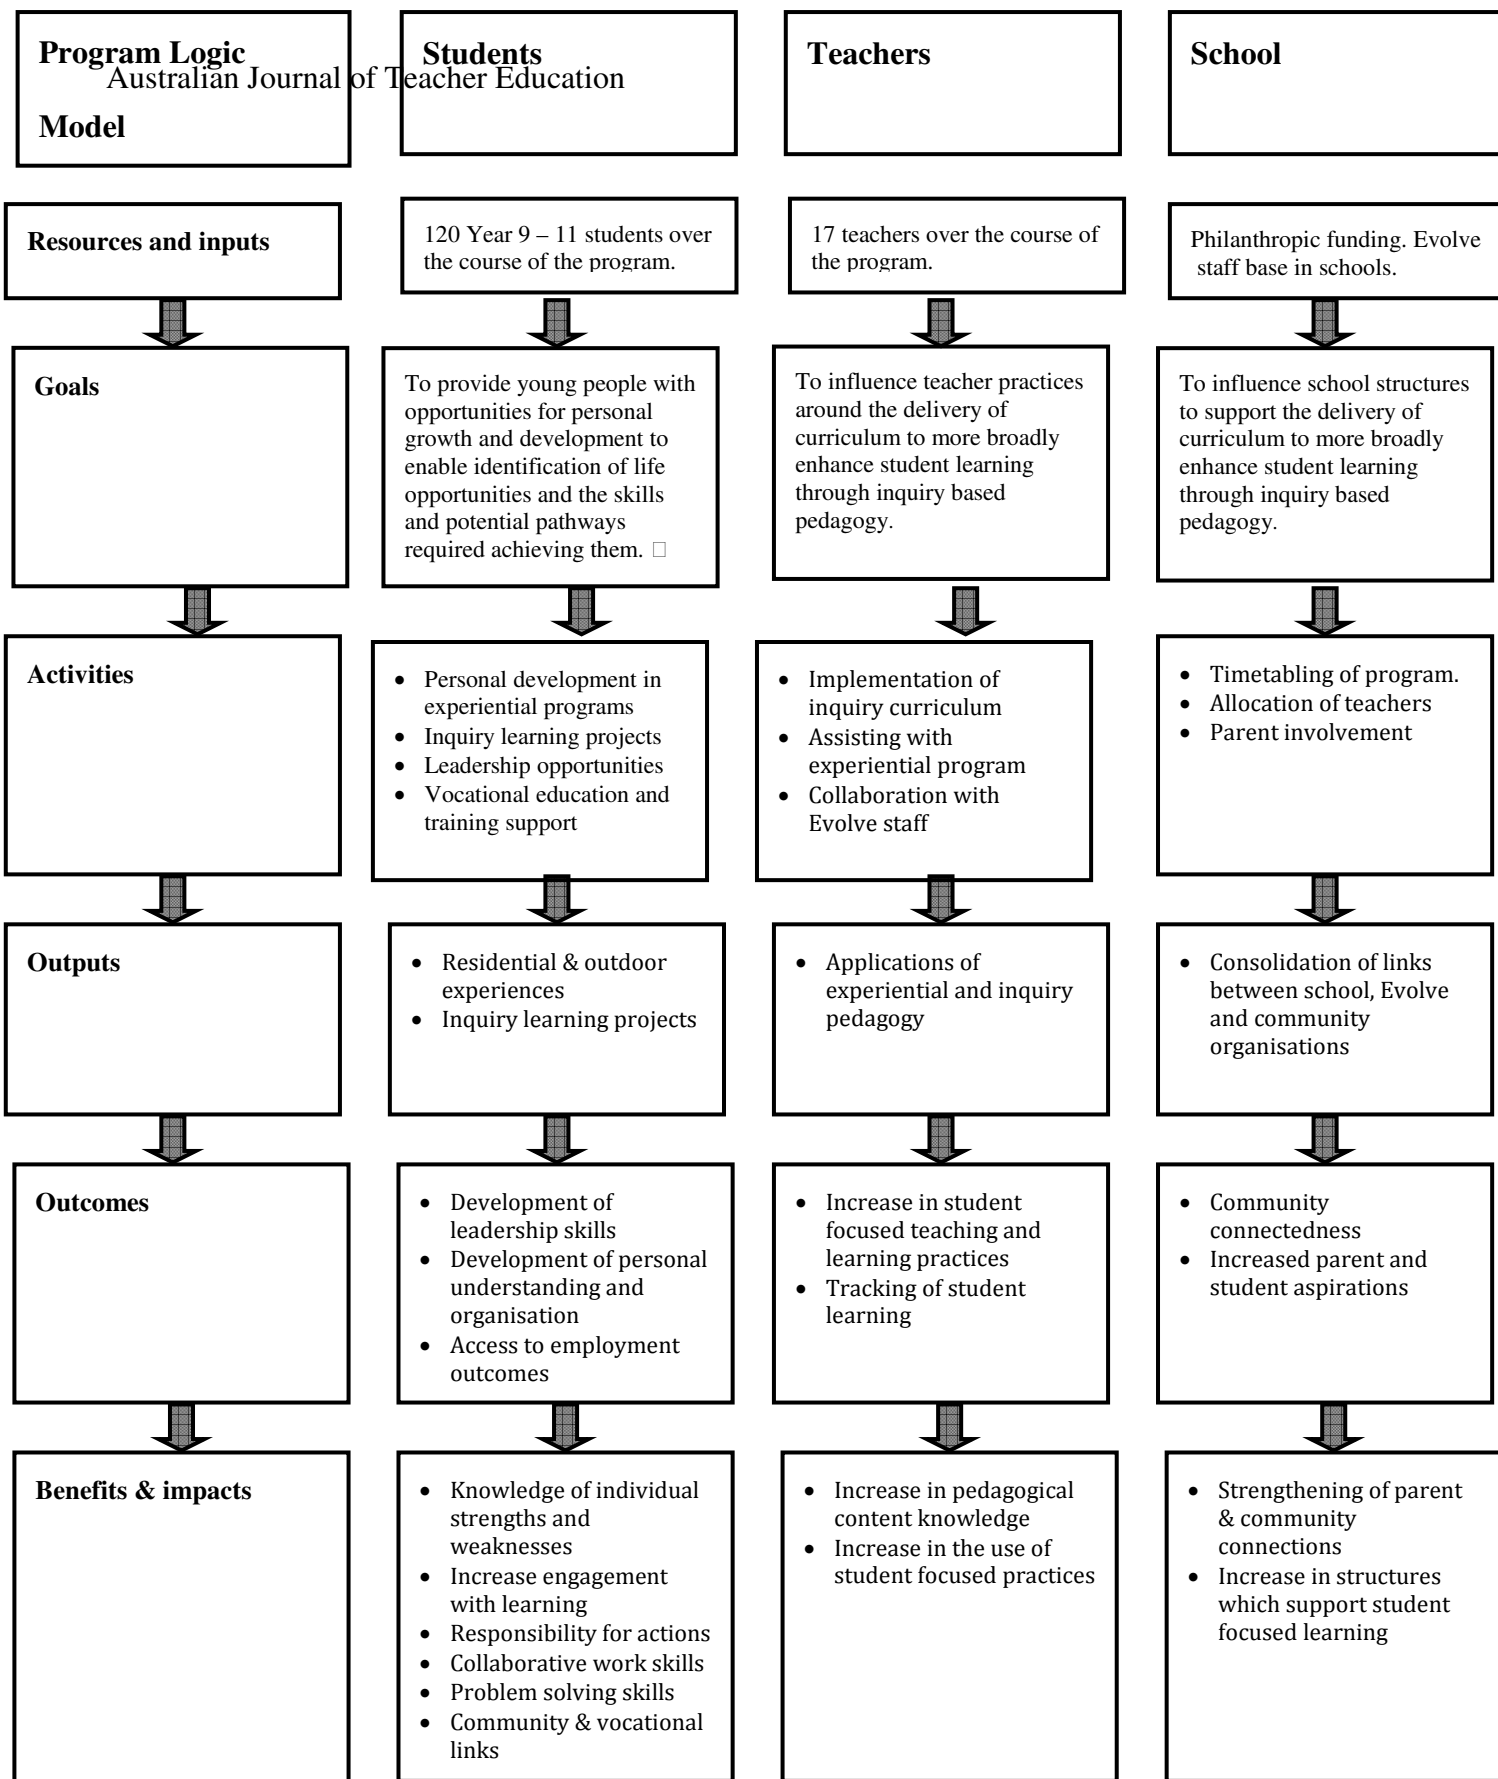 Program Logic
Model
Australian Journal of Teacher Education
Students
Teachers
School
Resources and inputs
120 Year 9 – 11 students over
the course of the program.
17 teachers over the course of
the program.
Philanthropic funding. Evolve
staff base in schools.
Goals
To provide young people with
opportunities for personal
growth and development to
enable identification of life
opportunities and the skills
and potential pathways
required achieving them. □
To influence teacher practices
around the delivery of
curriculum to more broadly
enhance student learning
through inquiry based
pedagogy.
To influence school structures
to support the delivery of
curriculum to more broadly
enhance student learning
through inquiry based
pedagogy.
Activities
• Personal development in
experiential programs
• Inquiry learning projects
• Leadership opportunities
• Vocational education and
training support
• Implementation of
inquiry curriculum
• Assisting with
experiential program
• Collaboration with
Evolve staff
• Timetabling of program.
• Allocation of teachers
• Parent involvement
Outputs
• Residential & outdoor
experiences
• Inquiry learning projects
• Applications of
experiential and inquiry
pedagogy
• Consolidation of links
between school, Evolve
and community
organisations
Outcomes
• Development of
leadership skills
• Development of personal
understanding and
organisation
• Access to employment
outcomes
• Increase in student
focused teaching and
learning practices
• Tracking of student
learning
• Community
connectedness
• Increased parent and
student aspirations
Benefits & impacts
• Knowledge of individual
strengths and
weaknesses
• Increase engagement
with learning
• Responsibility for actions
• Collaborative work skills
• Problem solving skills
• Community & vocational
links
• Increase in pedagogical
content knowledge
• Increase in the use of
student focused practices
• Strengthening of parent
& community
connections
• Increase in structures
which support student
focused learning